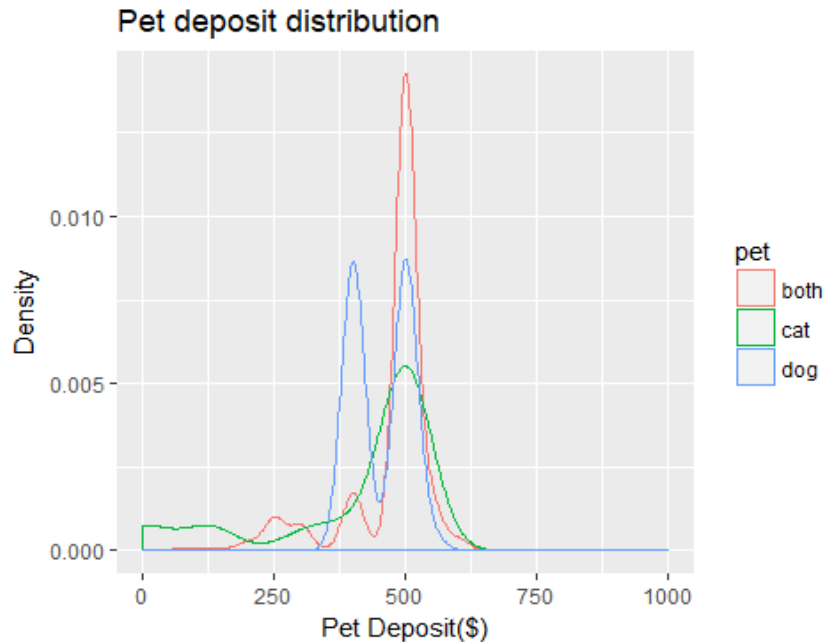 Pet deposit distribution
Density
0.010
0.005
0.000
0 250 500 750 1000
Pet Deposit($)
pet
both
cat
dog